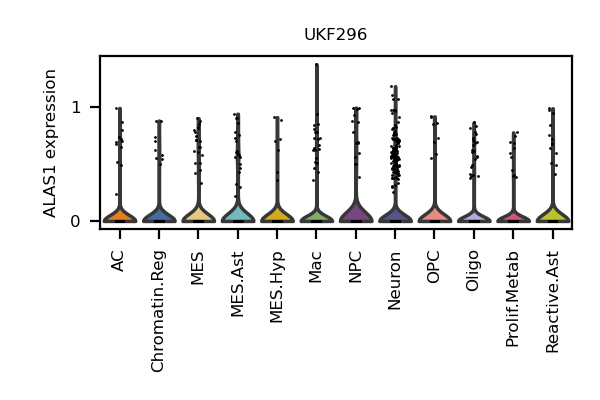 UKF296
ALAS1 expression
1
0
AC
Chromatin.Reg
MES
MES.Ast
MES.Hyp
Mac
NPC
Neuron
OPC
Oligo
Prolif.Metab
Reactive.Ast